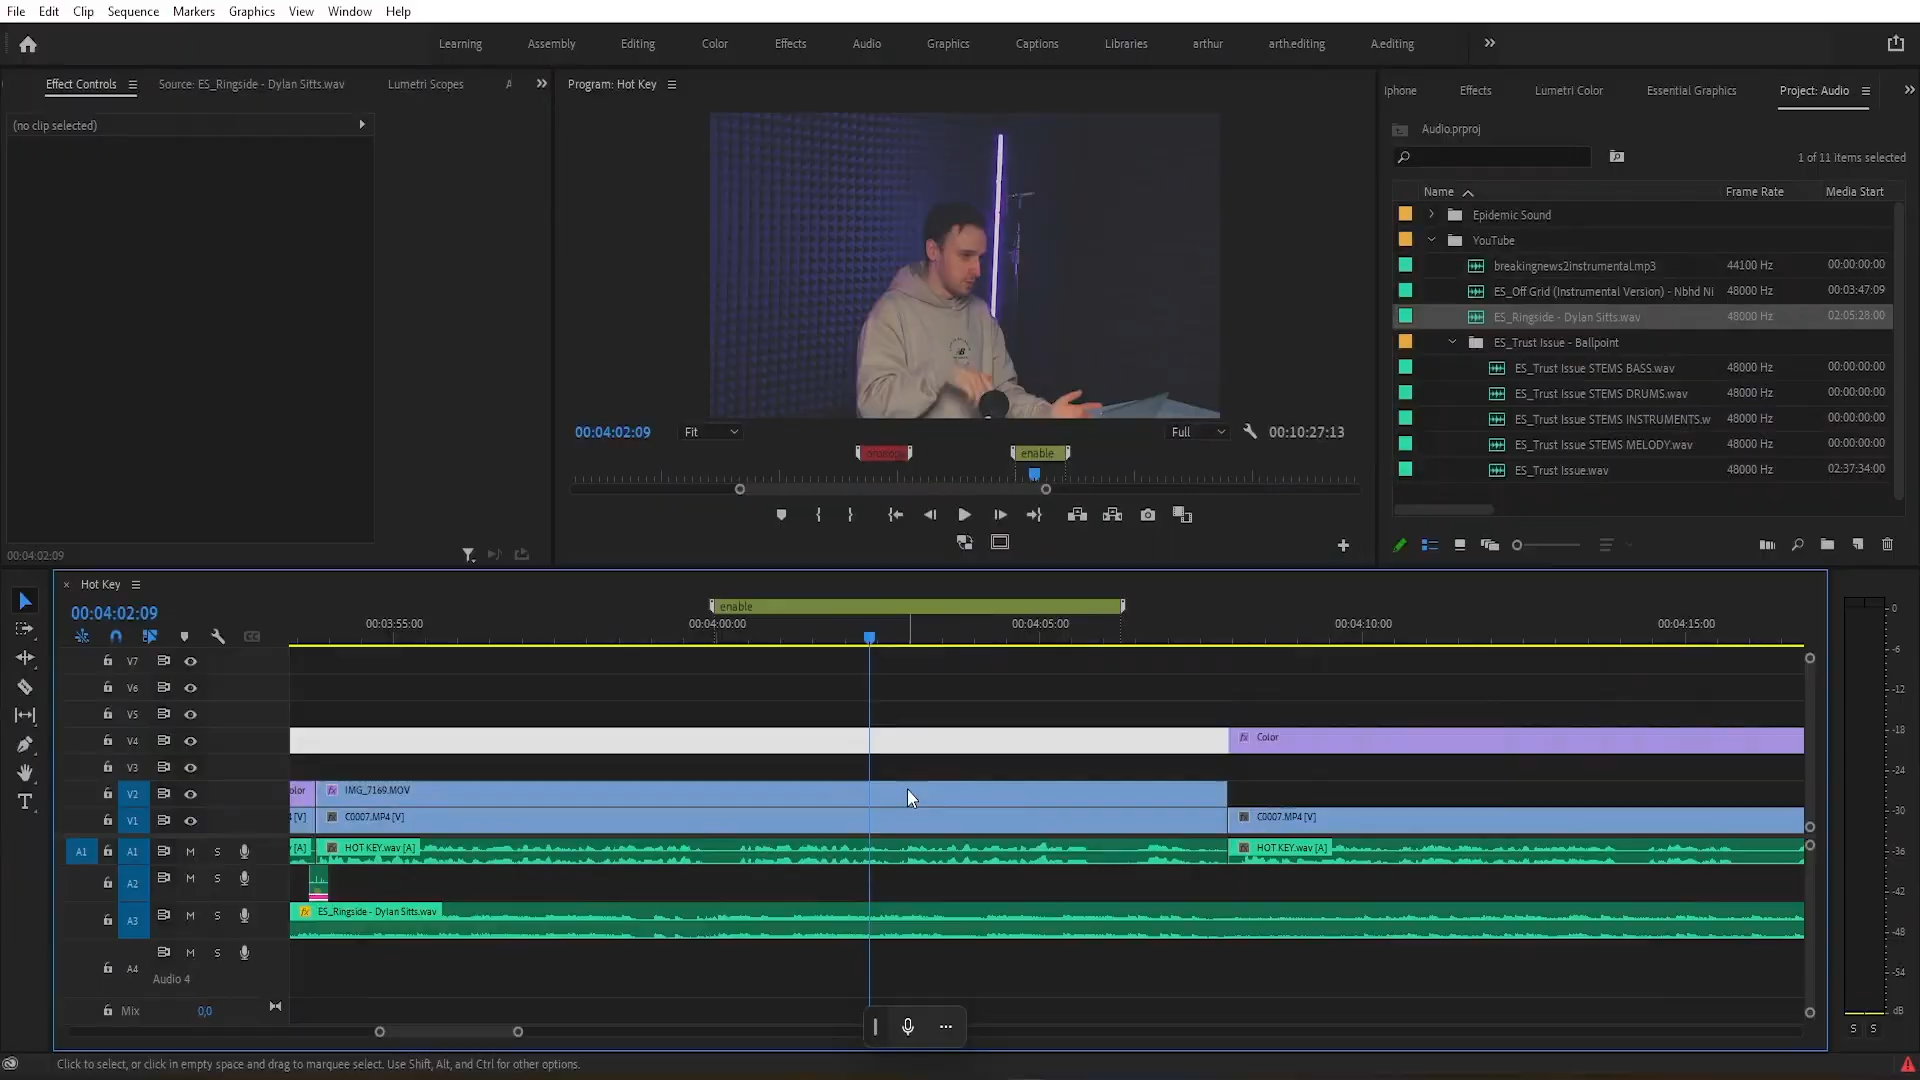 File Edit Clip Sequence Markers Graphics View Window Help
Learning Assembly Editing Color Effects Audio Graphics Captions Libraries arthur arth.editing A.editing
Effect Controls Source: ES_Ringside - Dylan Sitts.wav Lumetri Scopes A
(no clip selected)
00:04:02:09
Program: Hot Key
00:04:02:09 Fit Full 00:10:27:13
enable
Iphone Effects Lumetri Color Essential Graphics Project: Audio
Audio.prproj
1 of 11 items selected
Name Frame Rate Media Start
Epidemic Sound
YouTube
breakingnews2instrumental.mp3 44100 Hz 00:00:00:00
ES_Off Grid (Instrumental Version) - Nbhd Ni 48000 Hz 00:03:47:09
ES_Ringside - Dylan Sitts.wav 48000 Hz 02:05:28:00
ES_Trust Issue - Ballpoint
ES_Trust Issue STEMS BASS.wav 48000 Hz 00:00:00:00
ES_Trust Issue STEMS DRUMS.wav 48000 Hz 00:00:00:00
ES_Trust Issue STEMS INSTRUMENTS.w 48000 Hz 00:00:00:00
ES_Trust Issue STEMS MELODY.wav 48000 Hz 00:00:00:00
ES_Trust Issue.wav 48000 Hz 02:37:34:00
Hot Key
00:04:02:09
enable
00:03:55:00 00:04:00:00 00:04:05:00 00:04:10:00 00:04:15:00
V7
V6
V5
V4 Color
V3
V2 olor IMG_7169.MOV
V1 [V] C0007.MP4 [V] C0007.MP4 [V]
A1 A1 M S [A] HOT KEY.wav [A] HOT KEY.wav [A]
A2 M S
A3 M S ES_Ringside - Dylan Sitts.wav
A4 M S
Audio 4
Mix 0,0
0
-6
-12
-18
-24
-30
-36
-42
-48
-54
dB
S S
Click to select, or click in empty space and drag to marquee select. Use Shift, Alt, and Ctrl for other options.